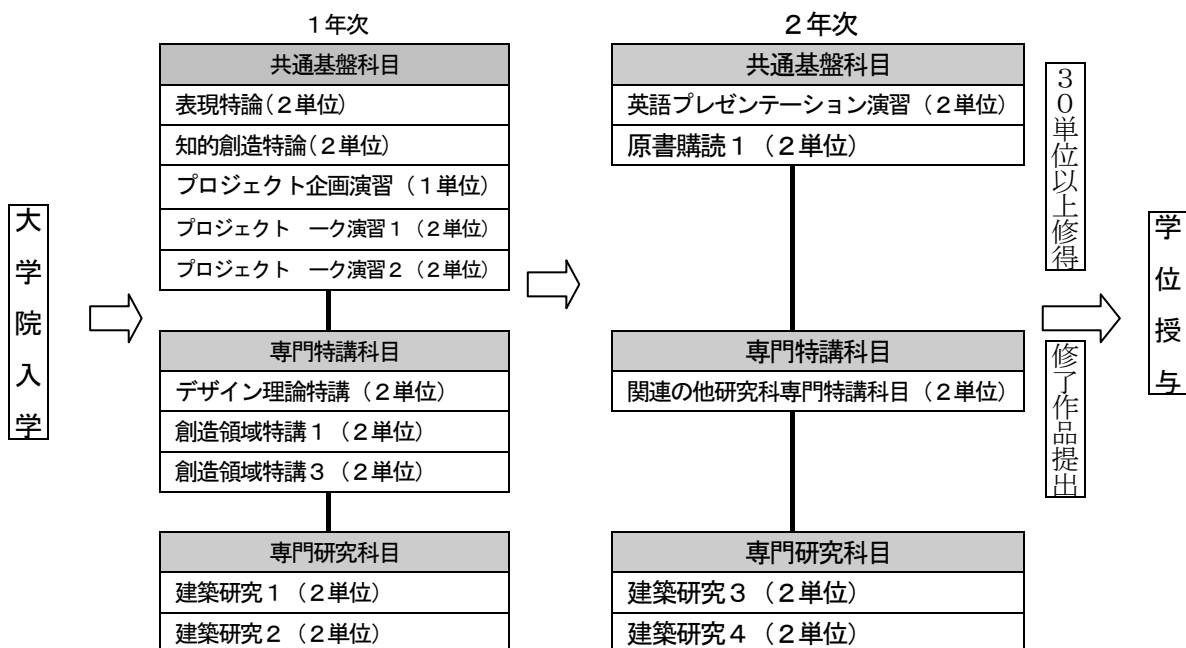 大学院入学
１年次
共通基盤科目
表現特論（２単位）
知的創造特論（２単位）
プロジェクト企画演習（１単位）
プロジェクト　ーク演習１（２単位）
プロジェクト　ーク演習２（２単位）
専門特講科目
デザイン理論特講（２単位）
創造領域特講１（２単位）
創造領域特講３（２単位）
専門研究科目
建築研究１（２単位）
建築研究２（２単位）
２年次
共通基盤科目
英語プレゼンテーション演習（２単位）
原書購読１（２単位）
専門特講科目
関連の他研究科専門特講科目（２単位）
専門研究科目
建築研究３（２単位）
建築研究４（２単位）
３０単位以上修得
修了作品提出
学位授与